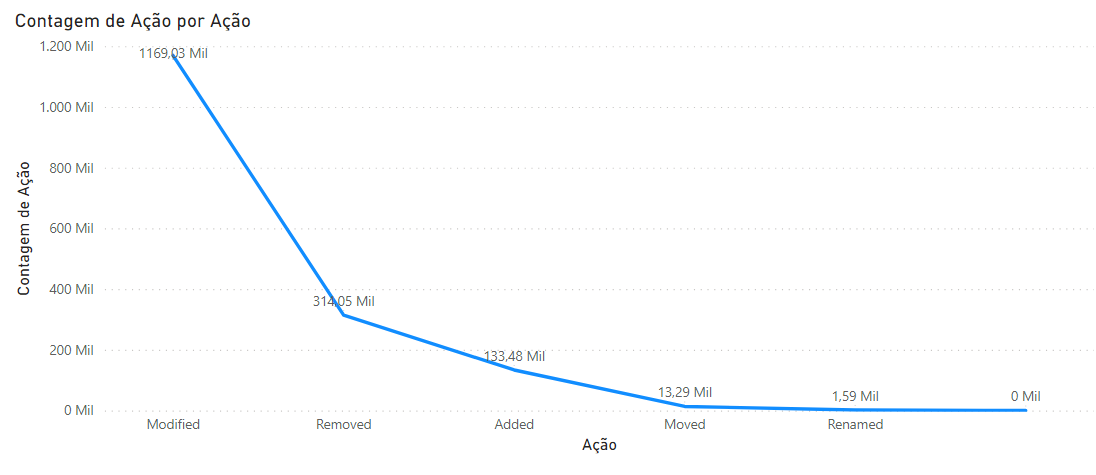 Contagem de Ação por Ação
1.200 Mil
1169,03 Mil
1.000 Mil
800 Mil
600 Mil
400 Mil
314,05 Mil
200 Mil
133,48 Mil
13,29 Mil
1,59 Mil
0 Mil
0 Mil
Contagem de Ação
Modified
Removed
Added
Moved
Renamed
Ação